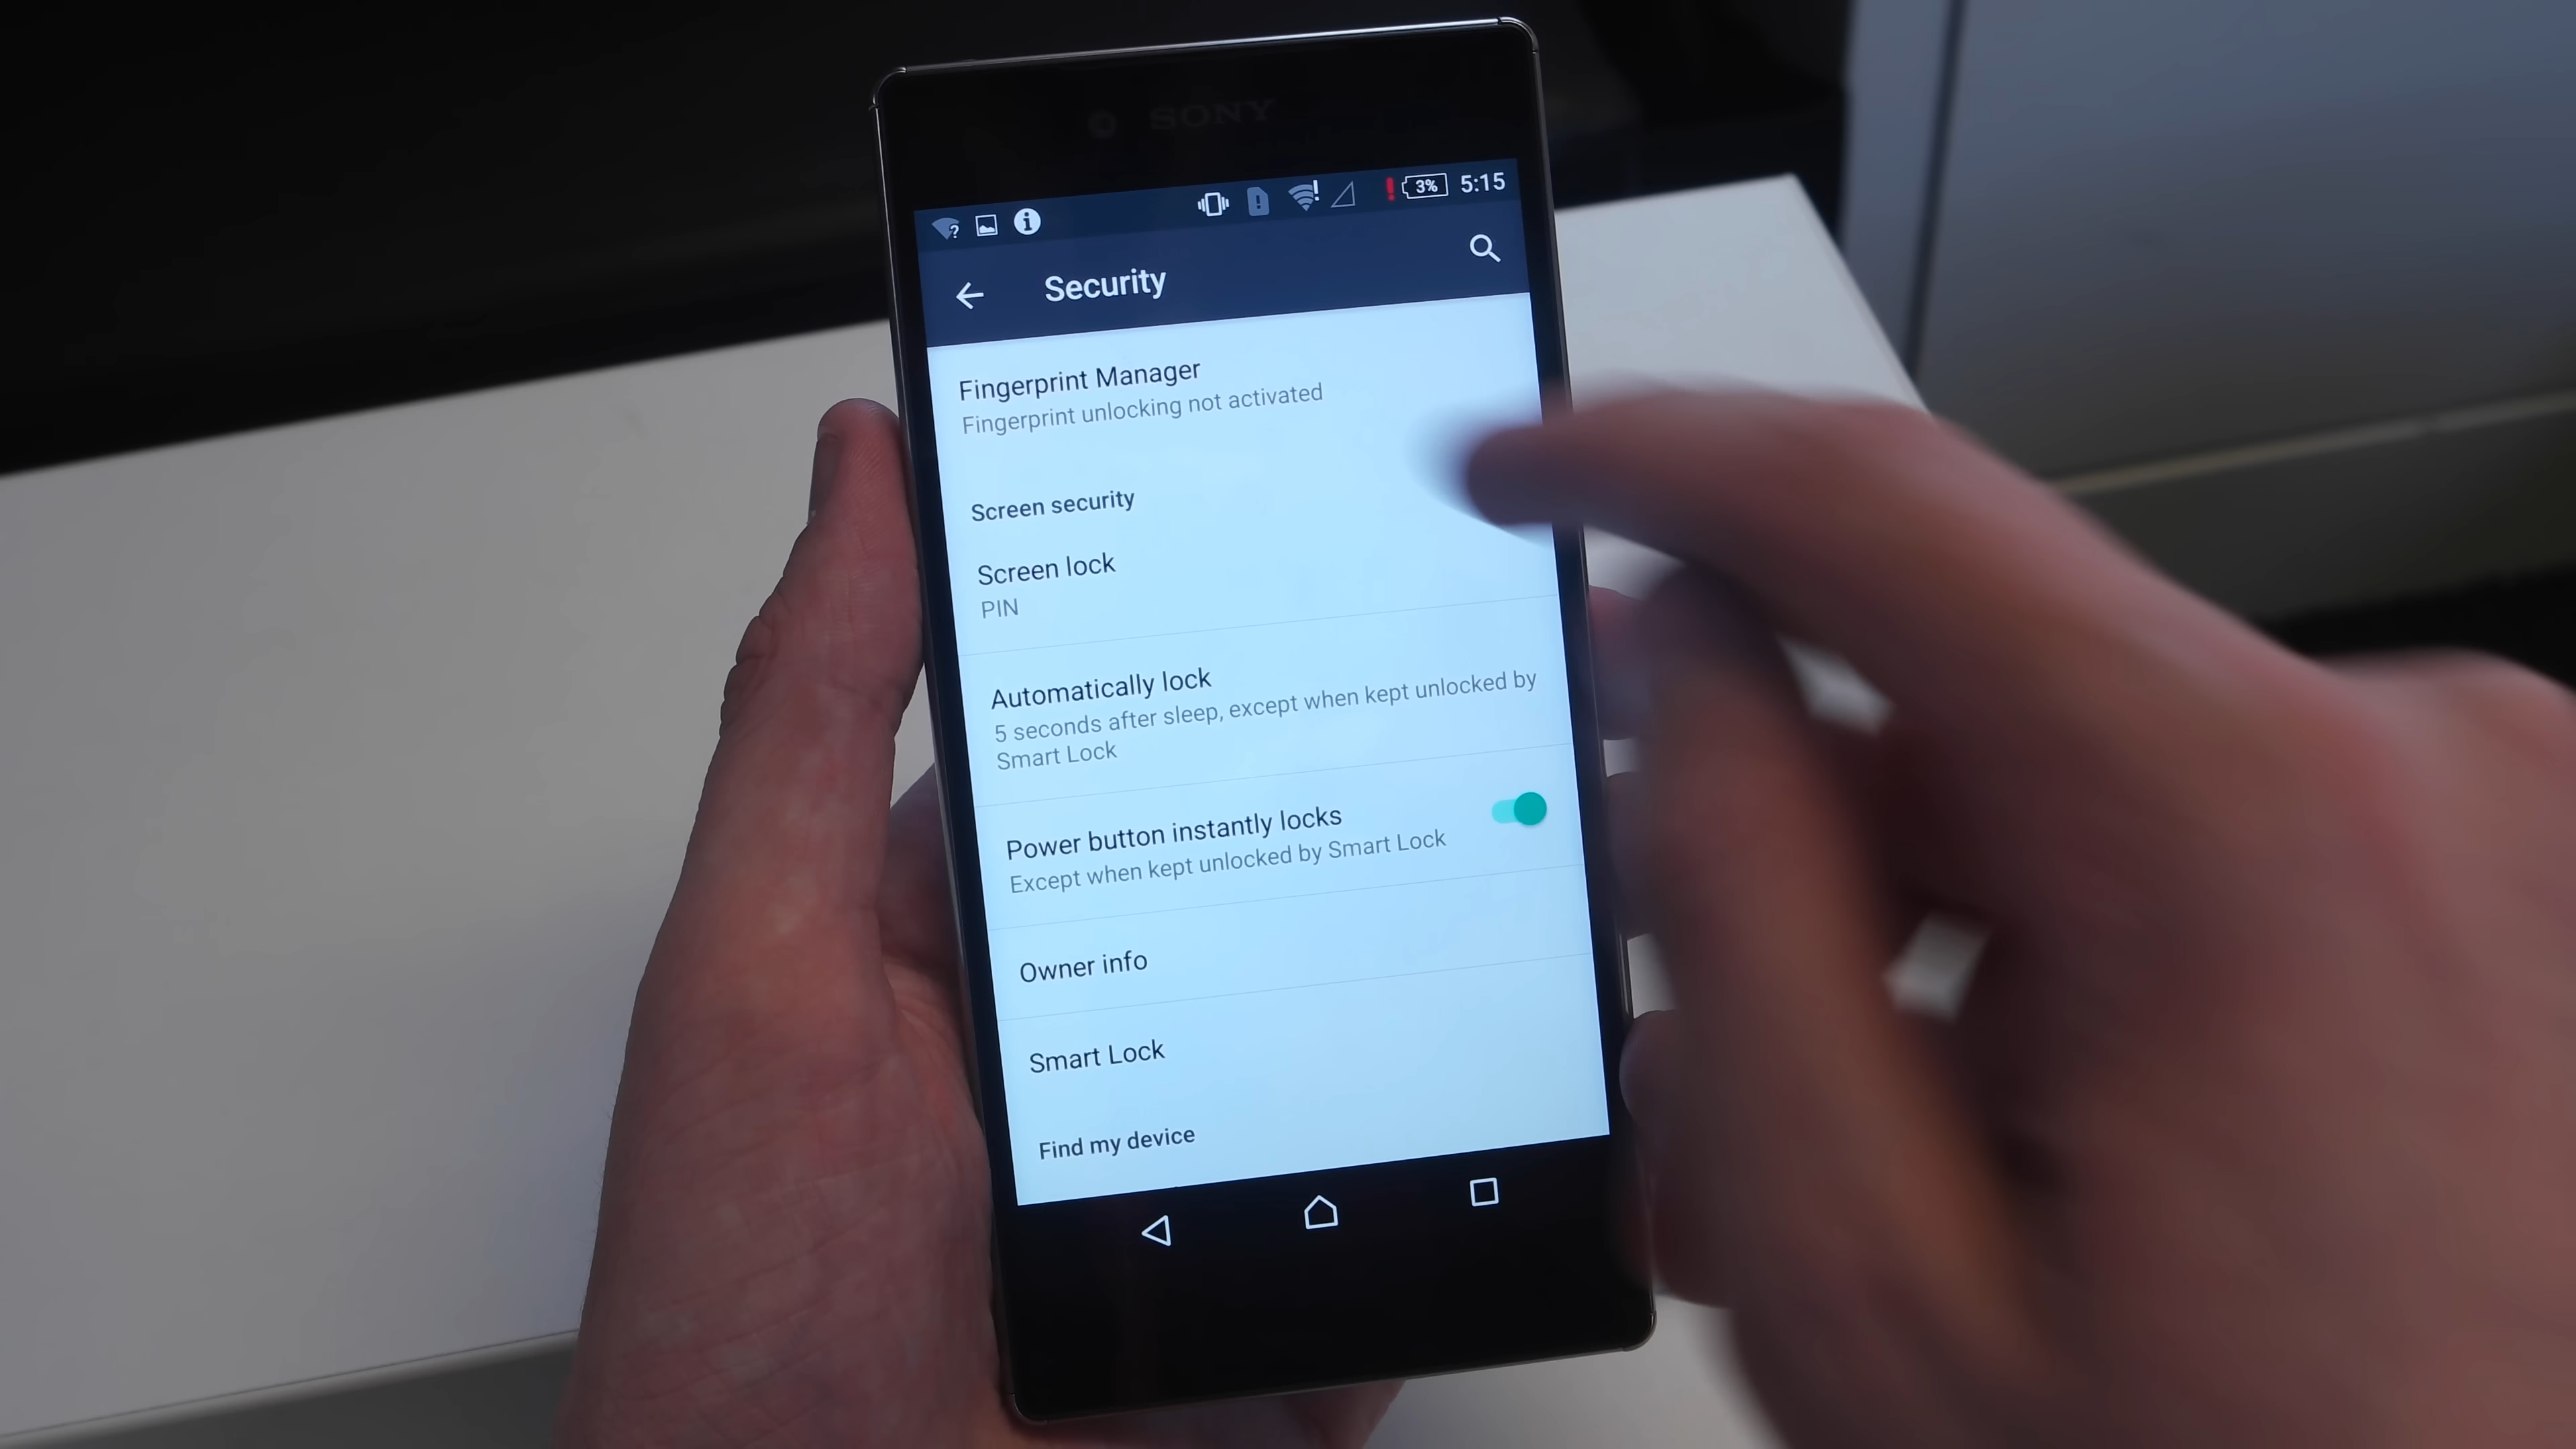 SONY
3% 5:15
Security
Fingerprint Manager
Fingerprint unlocking not activated
Screen security
Screen lock
PIN
Automatically lock
5 seconds after sleep, except when kept unlocked by
Smart Lock
Power button instantly locks
Except when kept unlocked by Smart Lock
Owner info
Smart Lock
Find my device